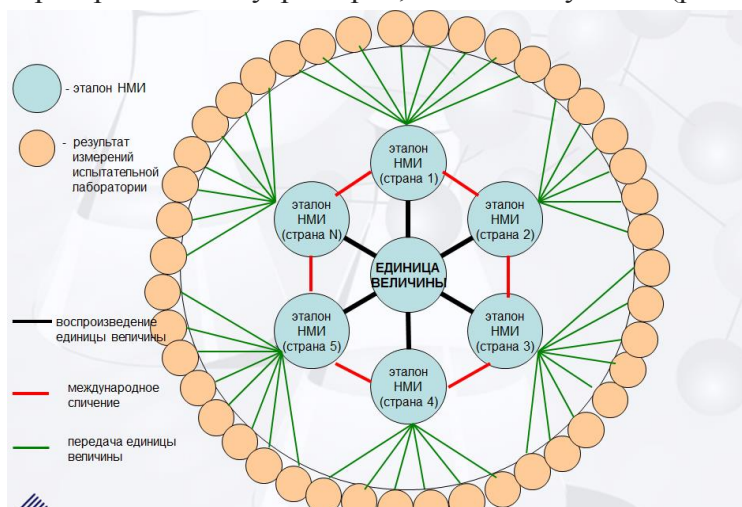 - эталон НМИ
- результат
измерений
испытательной
лаборатории
эталон
НМИ
(страна 1)
эталон
НМИ
(страна N)
эталон
НМИ
(страна 2)
ЕДИНИЦА
ВЕЛИЧИНЫ
эталон
НМИ
(страна 5)
эталон
НМИ
(страна 3)
эталон
НМИ
(страна 4)
воспроизведение
единицы величины
международное
сличение
передача единицы
величины